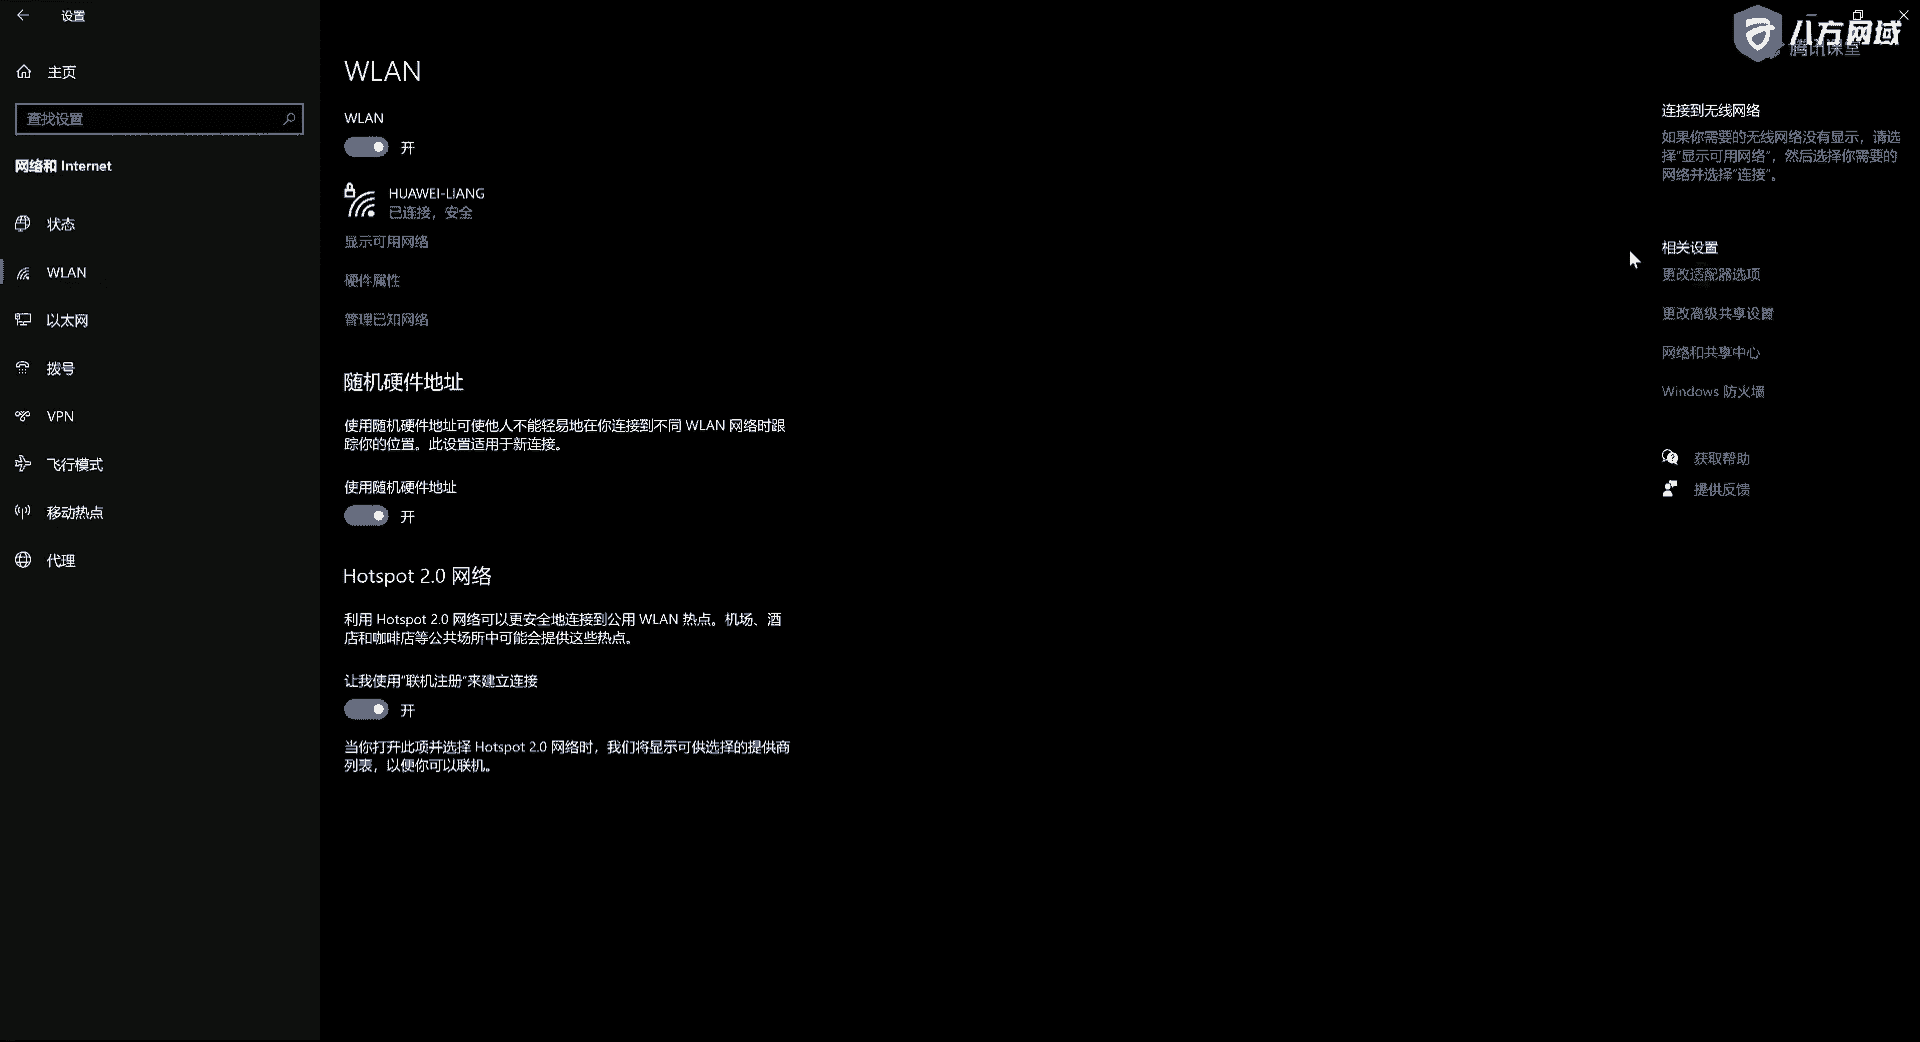 设置
八方网域
腾讯课堂
主页
查找设置
网络和 Internet
状态
WLAN
以太网
拨号
VPN
飞行模式
移动热点
代理
WLAN
WLAN
开
HUAWEI-LIANG
已连接，安全
显示可用网络
硬件属性
管理已知网络
随机硬件地址
使用随机硬件地址可使他人不能轻易地在你连接到不同 WLAN 网络时跟
踪你的位置。此设置适用于新连接。
使用随机硬件地址
开
Hotspot 2.0 网络
利用 Hotspot 2.0 网络可以更安全地连接到公用 WLAN 热点。机场、酒
店和咖啡店等公共场所中可能会提供这些热点。
让我使用"联机注册"来建立连接
开
当你打开此项并选择 Hotspot 2.0 网络时，我们将显示可供选择的提供商
列表，以便你可以联机。
连接到无线网络
如果你需要的无线网络没有显示，请选
择"显示可用网络"，然后选择你需要的
网络并选择"连接"。
相关设置
更改适配器选项
更改高级共享设置
网络和共享中心
Windows 防火墙
获取帮助
提供反馈